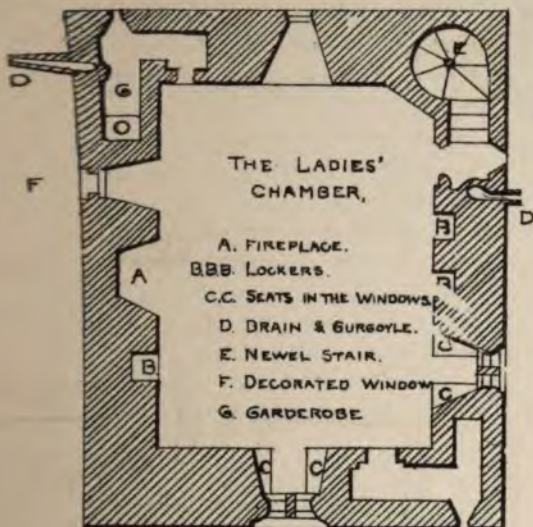 E
D
G
F
THE LADIES'
CHAMBER,
D
B
A. FIREPLACE.
B.B.B. LOCKERS.
A
B
C.C. SEATS IN THE WINDOWS.
C
D. DRAIN & GURGOYLE.
E. NEWEL STAIR.
B
F. DECORATED WINDOW
C
G. GARDEROBE
C C